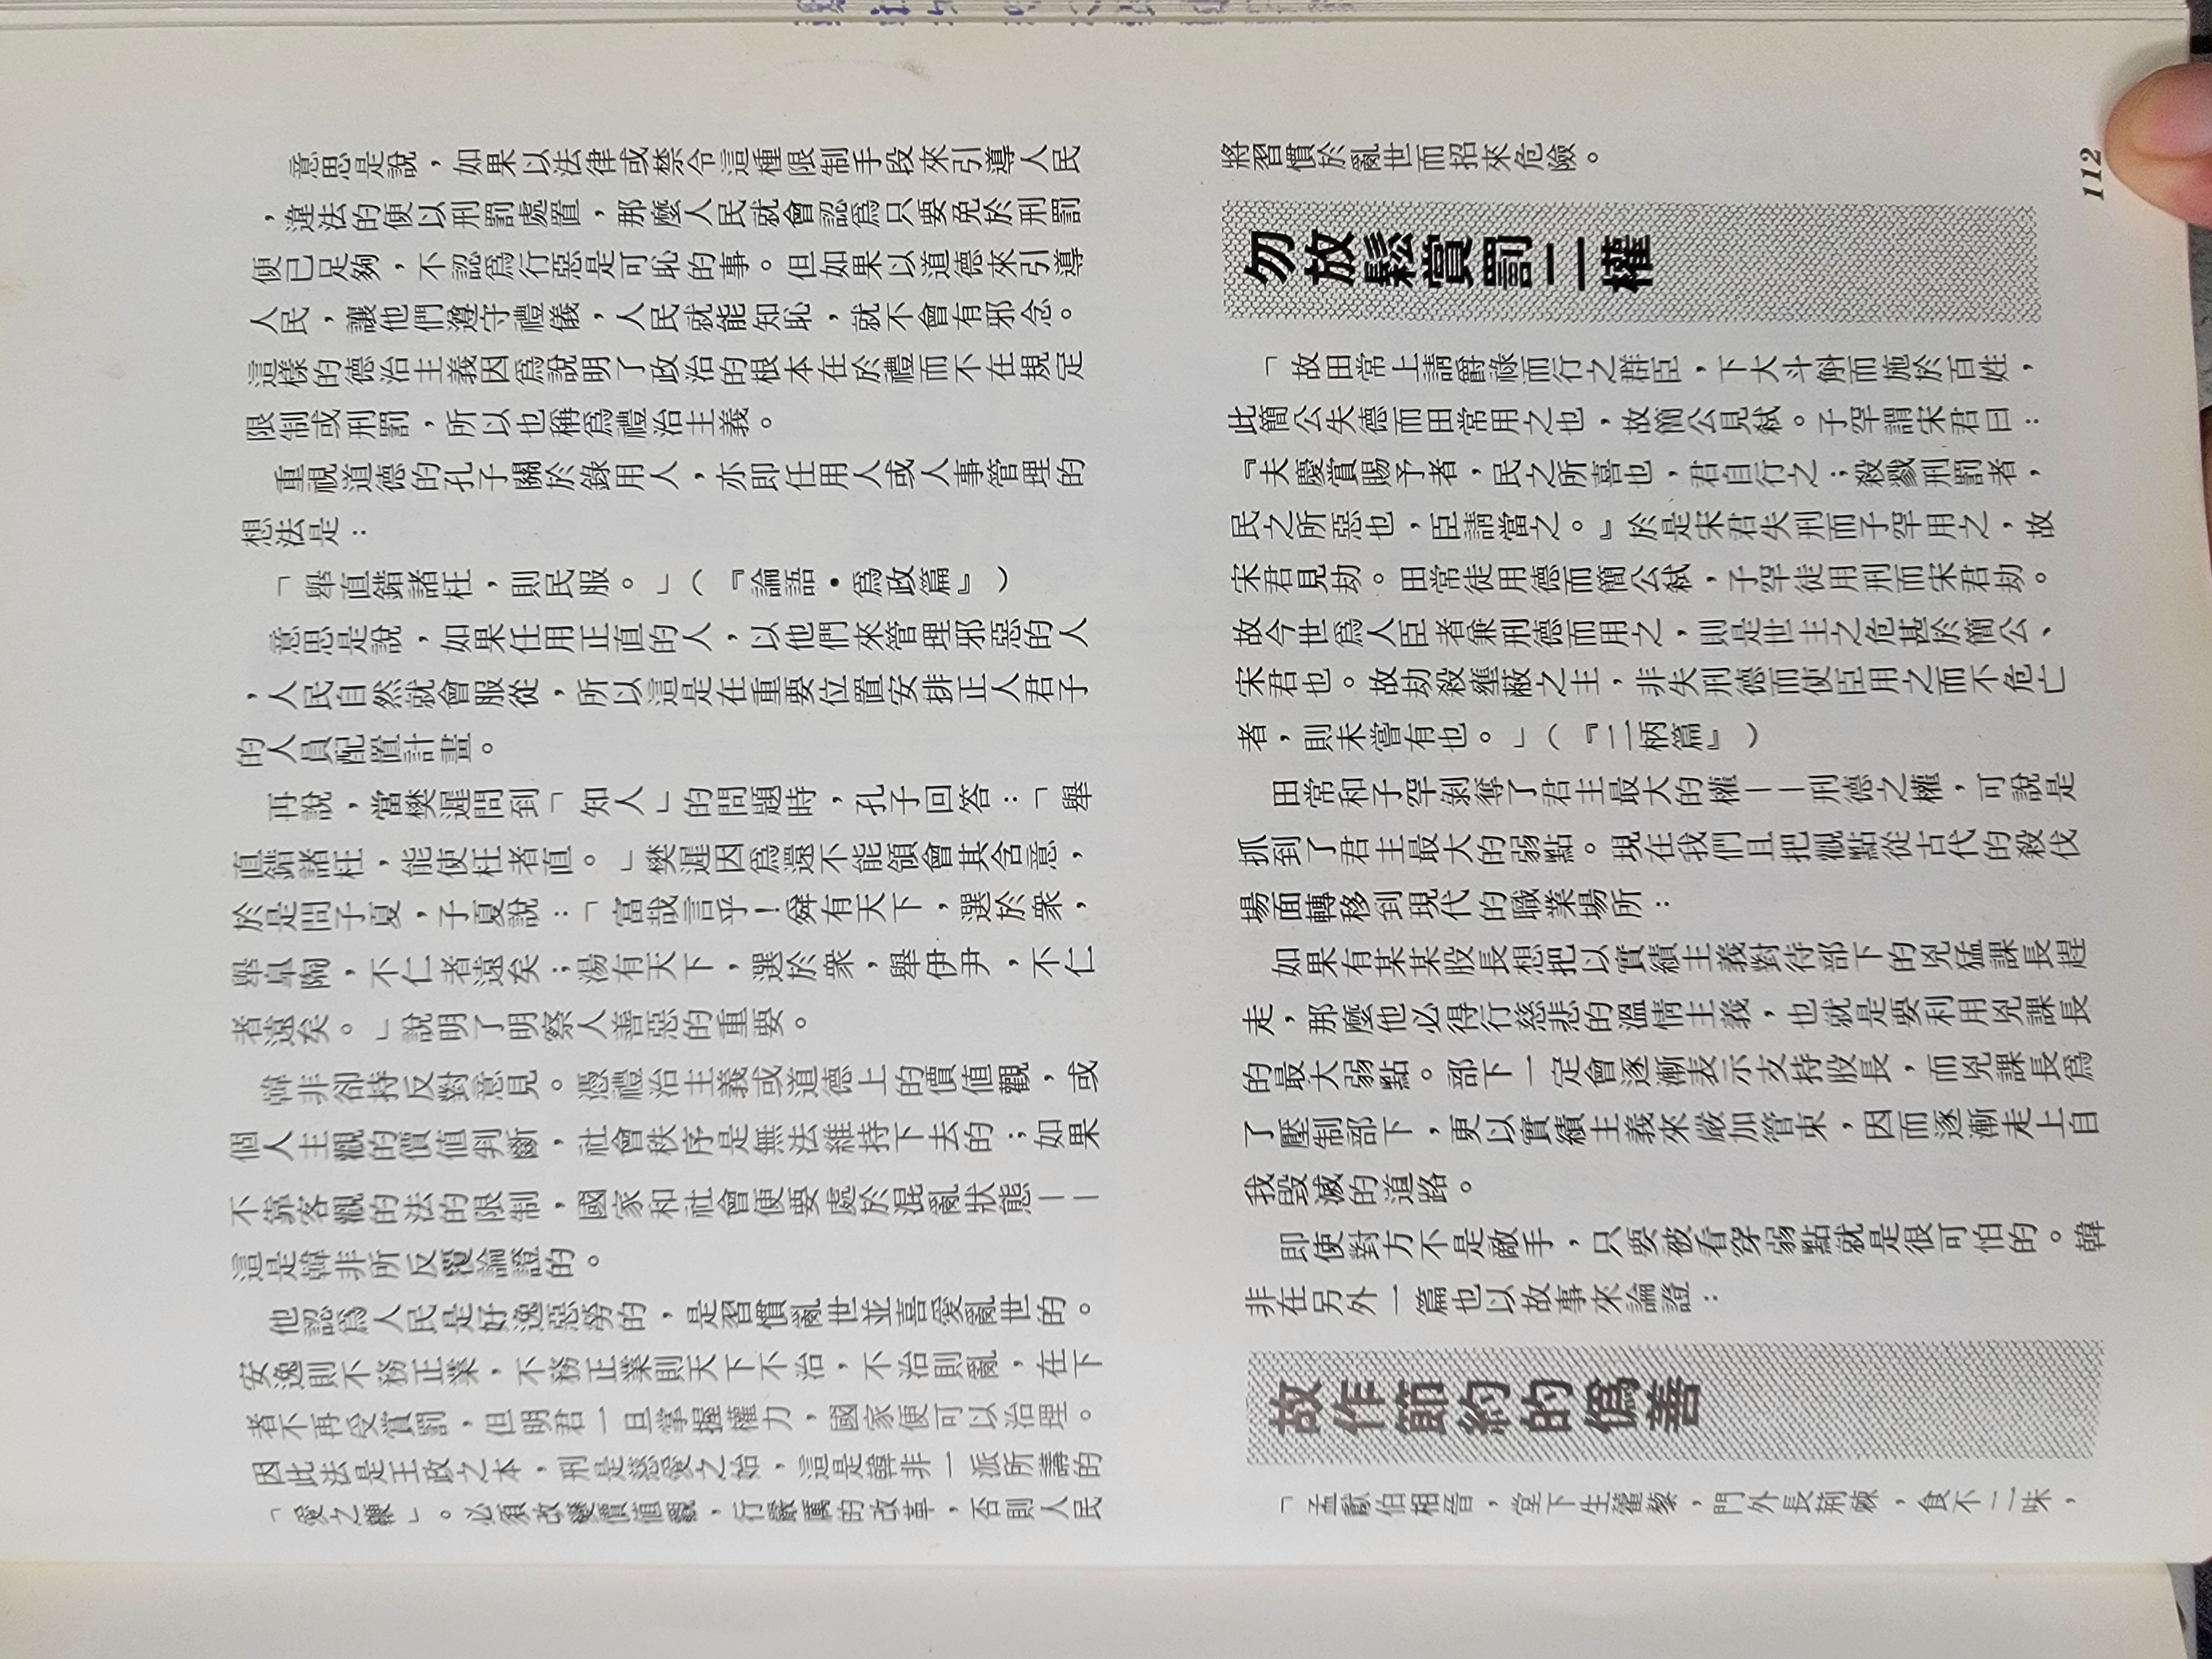 意思是說，如果以法律或禁令這種限制手段來引導人民
，違法的便以刑罰處置，那麼人民就會認爲只要免於刑罰
便已足夠，不認爲行惡是可恥的事。但如果以道德來引導
人民，讓他們遵守禮儀，人民就能知恥，就不會有邪念。
這樣的德治主義因爲說明了政治的根本在於禮而不在規定
限制或刑罰，所以也稱爲禮治主義。
重視道德的孔子關於錄用人，亦即任用人或人事管理的
想法是：
「舉直錯諸枉，則民服。」（『論語・爲政篇』）
意思是說，如果任用正直的人，以他們來管理邪惡的人
，人民自然就會服從，所以這是在重要位置安排正人君子
的人員配置計畫。
再說，當樊遲問到「知人」的問題時，孔子回答：「舉
直錯諸枉，能使枉者直。」樊遲因爲還不能領會其含意，
於是問子夏，子夏說：「富哉言乎！舜有天下，選於衆，
舉皐陶，不仁者遠矣；湯有天下，選於衆，舉伊尹，不仁
者遠矣。」說明了明察人善惡的重要。
韓非卻持反對意見。憑禮治主義或道德上的價值觀，或
個人主觀的價值判斷，社會秩序是無法維持下去的；如果
不靠客觀的法的限制，國家和社會便要處於混亂狀態——
這是韓非所反覆論證的。
他認爲人民是好逸惡勞的，是習慣亂世並喜愛亂世的。
安逸則不務正業，不務正業則天下不治，不治則亂，在下
者不再受賞罰，但明君一旦掌握權力，國家便可以治理。
因此法是王政之本，刑是慈愛之始，這是韓非一派所講的
「愛之鞭」。必須改變價值觀，行嚴厲的改革，否則人民
將習慣於亂世而招來危險。
勿放鬆賞罰二權
「故田常上請爵祿而行之群臣，下大斗斛而施於百姓，
此簡公失德而田常用之也，故簡公見弒。子罕謂宋君曰：
『夫慶賞賜予者，民之所喜也，君自行之；殺戮刑罰者，
民之所惡也，臣請當之。』於是宋君失刑而子罕用之，故
宋君見劫。田常徒用德而簡公弒，子罕徒用刑而宋君劫。
故今世爲人臣者兼刑德而用之，則是世主之危甚於簡公、
宋君也。故劫殺壅蔽之主，非失刑德而使臣用之而不危亡
者，則未嘗有也。」（『二柄篇』）
田常和子罕剝奪了君主最大的權——刑德之權，可說是
抓到了君主最大的弱點。現在我們且把觀點從古代的殺伐
場面轉移到現代的職業場所：
如果有某某股長想把以實績主義對待部下的兇猛課長趕
走，那麼他必得行慈悲的溫情主義，也就是要利用兇課長
的最大弱點。部下一定會逐漸表示支持股長，而兇課長爲
了壓制部下，更以實績主義來嚴加管束，因而逐漸走上自
我毀滅的道路。
即使對方不是敵手，只要被看穿弱點就是很可怕的。韓
非在另外一篇也以故事來論證：
故作節約的僞善
「孟獻伯相晉，堂下生藿藜，門外長荊棘，食不二味，
112